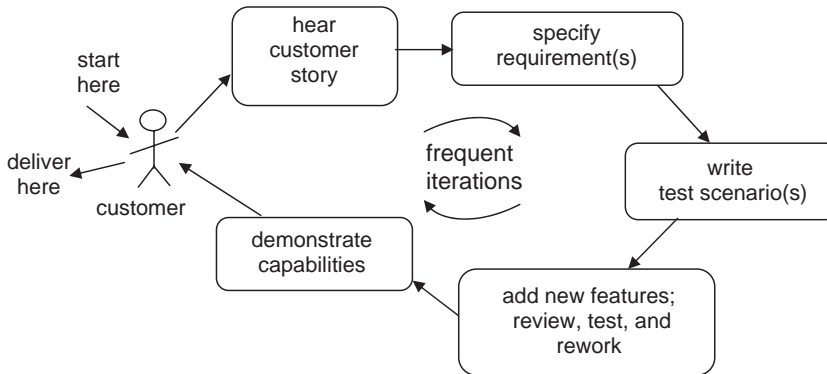 start
here
deliver
here
customer
hear
customer
story
specify
requirement(s)
write
test scenario(s)
add new features;
review, test, and
rework
demonstrate
capabilities
frequent
iterations